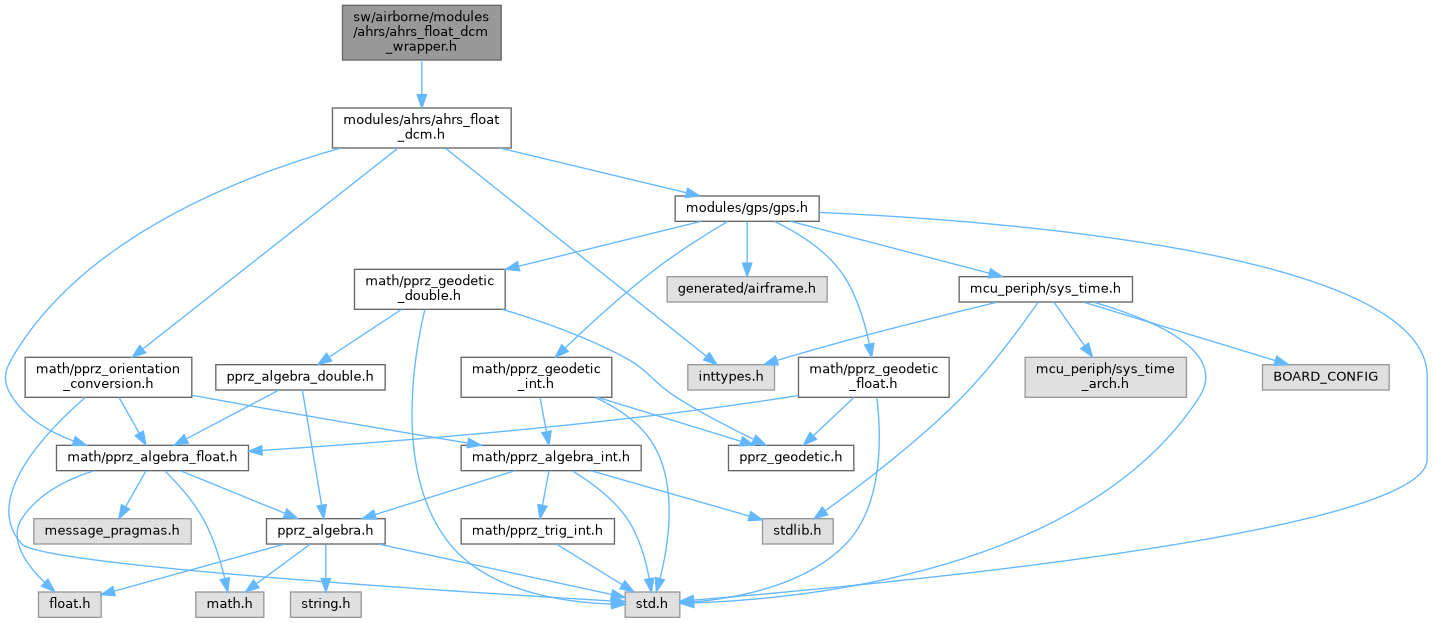 sw/airborne/modules
/ahrs/ahrs_float_dcm
_wrapper.h
modules/ahrs/ahrs_float
_dcm.h
modules/gps/gps.h
math/pprz_geodetic
_double.h
generated/airframe.h
mcu_periph/sys_time.h
math/pprz_orientation
_conversion.h
pprz_algebra_double.h
math/pprz_geodetic
_int.h
inttypes.h
math/pprz_geodetic
_float.h
mcu_periph/sys_time
_arch.h
BOARD_CONFIG
math/pprz_algebra_float.h
math/pprz_algebra_int.h
pprz_geodetic.h
message_pragmas.h
pprz_algebra.h
math/pprz_trig_int.h
stdlib.h
float.h
math.h
string.h
std.h